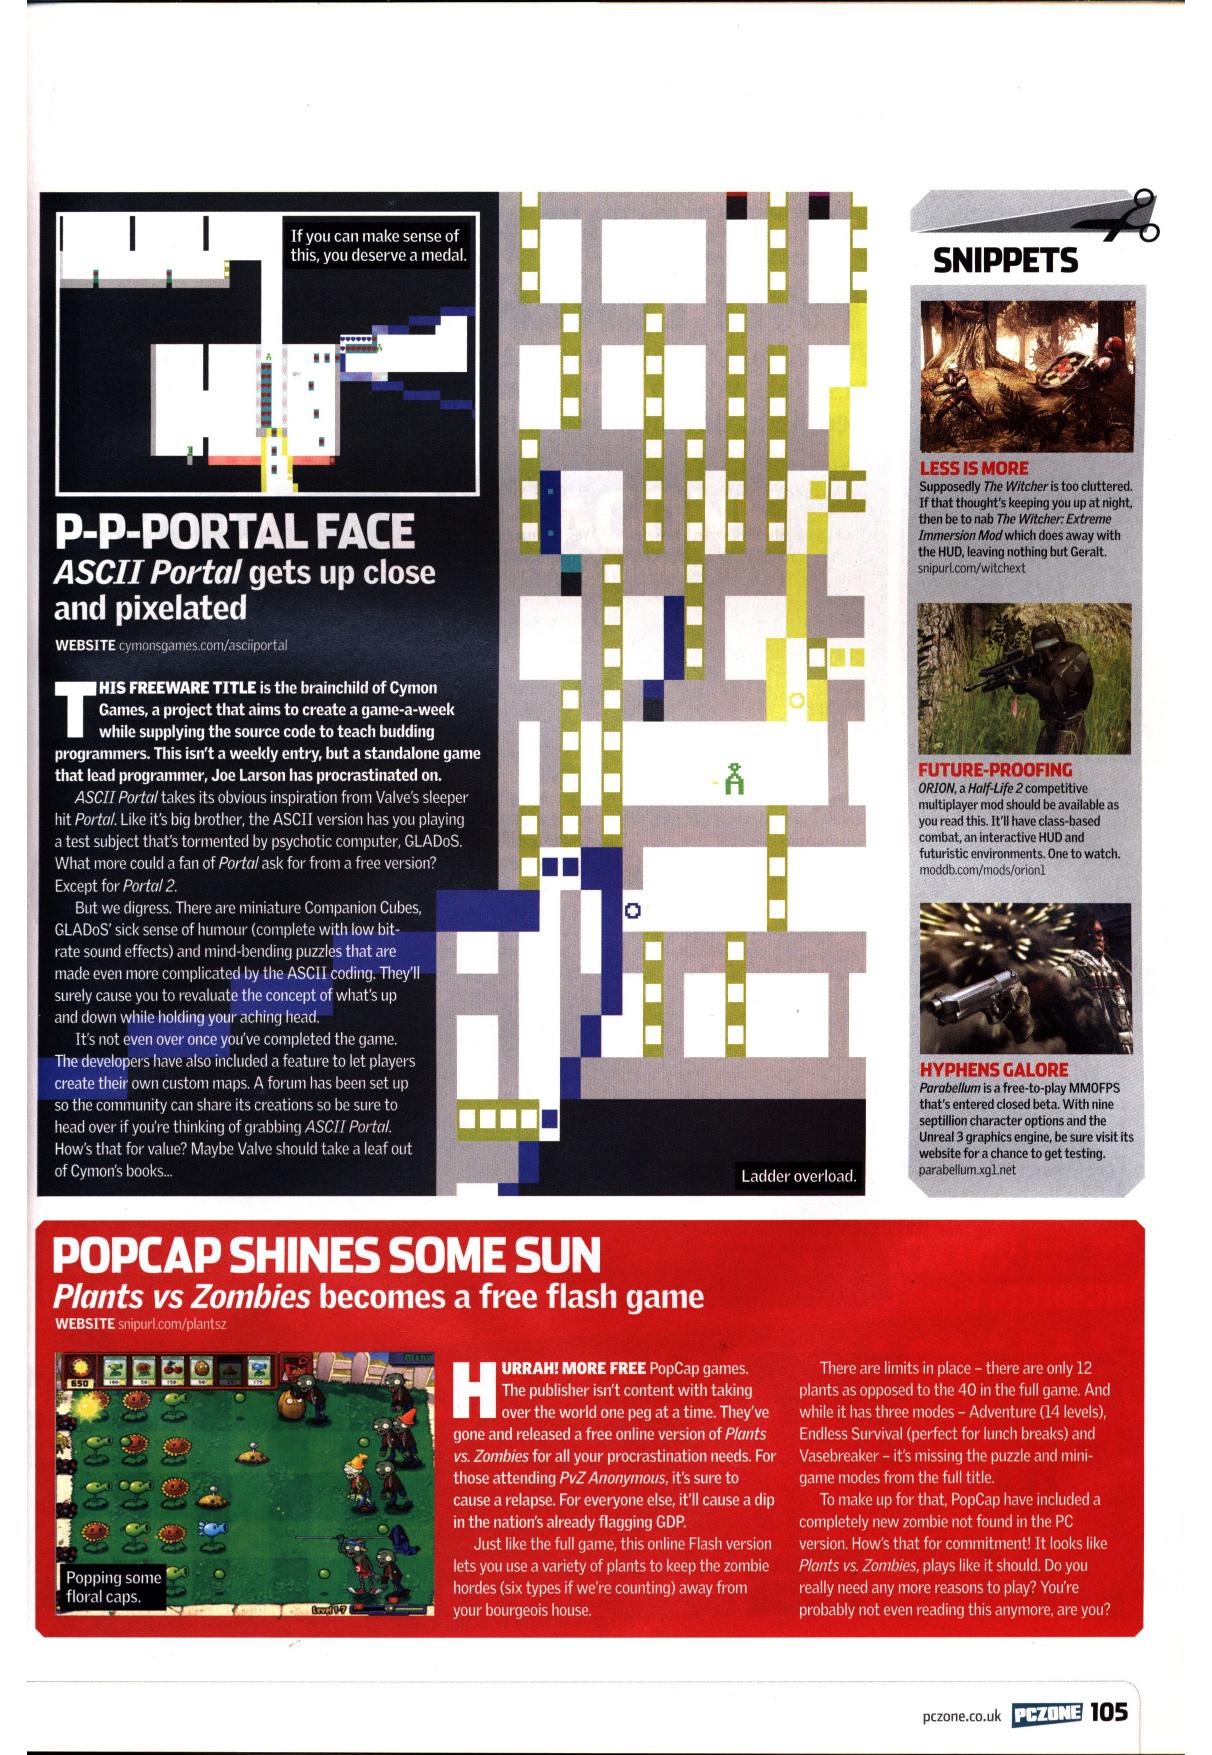 If you can make sense of
this, you deserve a medal.
P-P-PORTAL FACE
ASCII Portal gets up close
and pixelated
WEBSITE cymonsgames.com/asciiportal
THIS FREEWARE TITLE is the brainchild of Cymon
Games, a project that aims to create a game-a-week
while supplying the source code to teach budding
programmers. This isn't a weekly entry, but a standalone game
that lead programmer, Joe Larson has procrastinated on.
ASCII Portal takes its obvious inspiration from Valve's sleeper
hit Portal. Like it's big brother, the ASCII version has you playing
a test subject that's tormented by psychotic computer, GLADoS.
What more could a fan of Portal ask for from a free version?
Except for Portal 2.
But we digress. There are miniature Companion Cubes,
GLADoS' sick sense of humour (complete with low bit-
rate sound effects) and mind-bending puzzles that are
made even more complicated by the ASCII coding. They'll
surely cause you to revaluate the concept of what's up
and down while holding your aching head.
It's not even over once you've completed the game.
The developers have also included a feature to let players
create their own custom maps. A forum has been set up
so the community can share its creations so be sure to
head over if you're thinking of grabbing ASCII Portal.
How's that for value? Maybe Valve should take a leaf out
of Cymon's books...
Ladder overload.
SNIPPETS
LESS IS MORE
Supposedly The Witcher is too cluttered.
If that thought's keeping you up at night,
then be to nab The Witcher: Extreme
Immersion Mod which does away with
the HUD, leaving nothing but Geralt.
snipurl.com/witchext
FUTURE-PROOFING
ORION, a Half-Life 2 competitive
multiplayer mod should be available as
you read this. It'll have class-based
combat, an interactive HUD and
futuristic environments. One to watch.
moddb.com/mods/orion1
HYPHENS GALORE
Parabellum is a free-to-play MMOFPS
that's entered closed beta. With nine
septillion character options and the
Unreal 3 graphics engine, be sure visit its
website for a chance to get testing.
parabellum.xg1.net
POPCAP SHINES SOME SUN
Plants vs Zombies becomes a free flash game
WEBSITE snipurl.com/plantsz
650
Level 1-7
Popping some
floral caps.
HURRAH! MORE FREE PopCap games.
The publisher isn't content with taking
over the world one peg at a time. They've
gone and released a free online version of Plants
vs. Zombies for all your procrastination needs. For
those attending PvZ Anonymous, it's sure to
cause a relapse. For everyone else, it'll cause a dip
in the nation's already flagging GDP.
Just like the full game, this online Flash version
lets you use a variety of plants to keep the zombie
hordes (six types if we're counting) away from
your bourgeois house.
There are limits in place – there are only 12
plants as opposed to the 40 in the full game. And
while it has three modes – Adventure (14 levels),
Endless Survival (perfect for lunch breaks) and
Vasebreaker – it's missing the puzzle and mini-
game modes from the full title.
To make up for that, PopCap have included a
completely new zombie not found in the PC
version. How's that for commitment! It looks like
Plants vs. Zombies, plays like it should. Do you
really need any more reasons to play? You're
probably not even reading this anymore, are you?
pczone.co.uk PCZONE 105